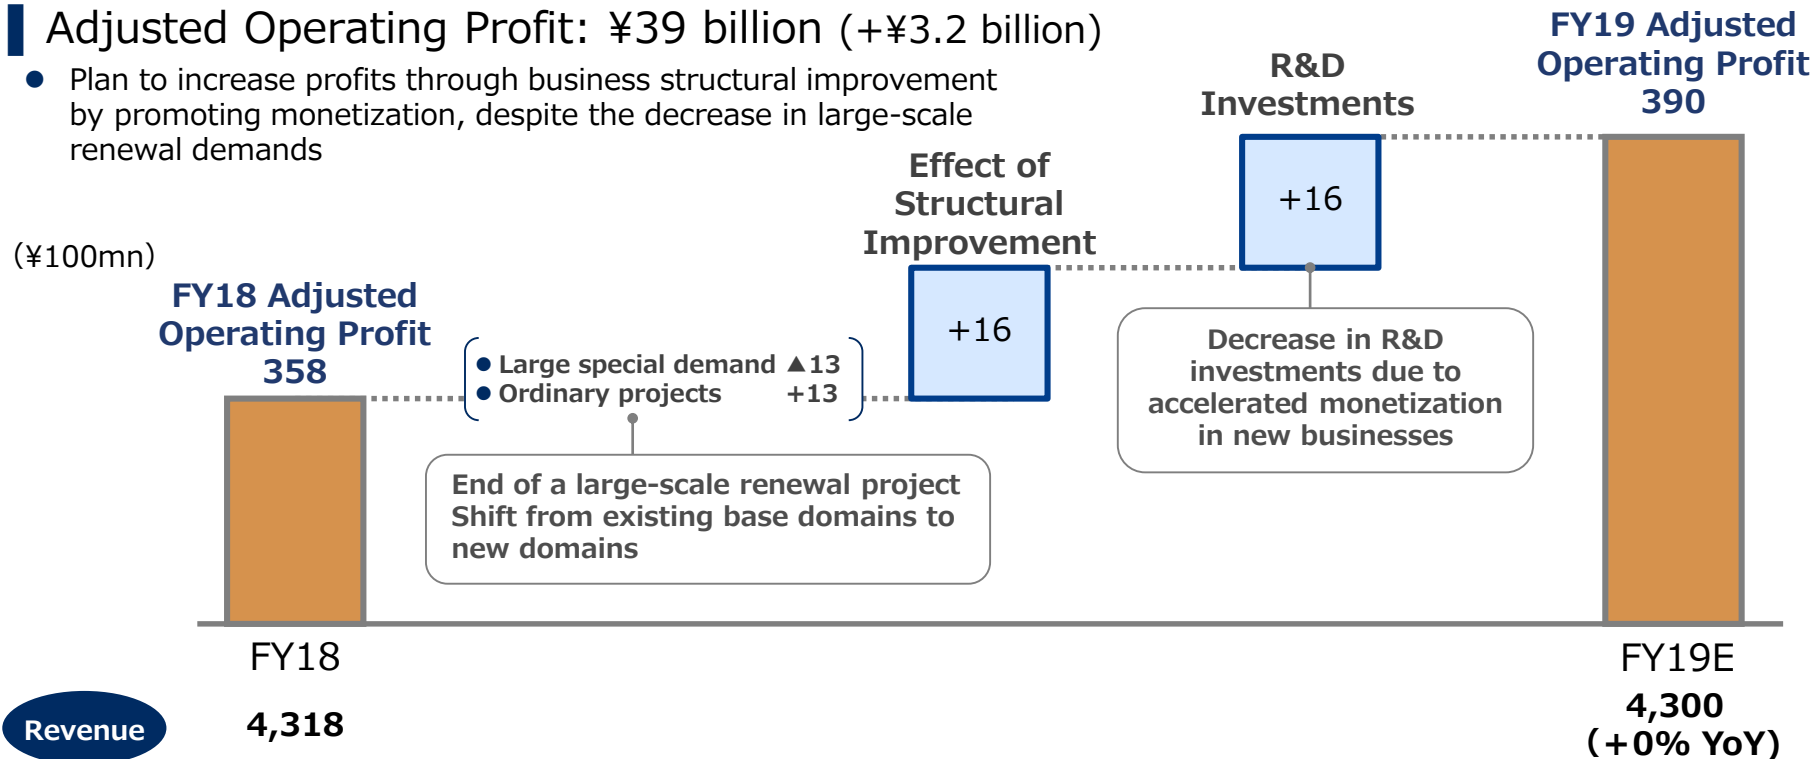 Adjusted Operating Profit: ¥39 billion (+¥3.2 billion)
● Plan to increase profits through business structural improvement
by promoting monetization, despite the decrease in large-scale
renewal demands
(¥100mn)
FY18 Adjusted
Operating Profit
358
● Large special demand ▲13
● Ordinary projects +13
End of a large-scale renewal project
Shift from existing base domains to
new domains
Effect of
Structural
Improvement
+16
R&D
Investments
+16
Decrease in R&D
investments due to
accelerated monetization
in new businesses
FY19 Adjusted
Operating Profit
390
FY18
FY19E
Revenue
4,318
4,300
(+0% YoY)